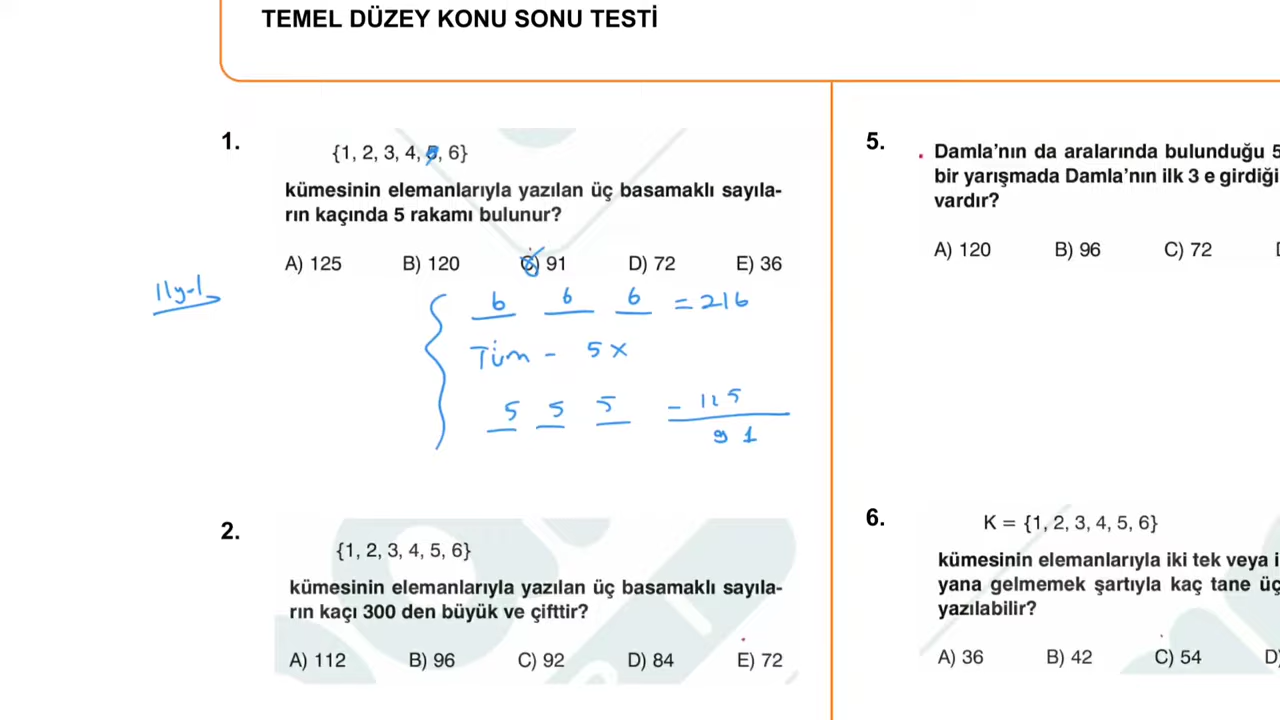 TEMEL DÜZEY KONU SONU TESTİ
1.
{1, 2, 3, 4, 5, 6}
kümesinin elemanlarıyla yazılan üç basamaklı sayıla-
rın kaçında 5 rakamı bulunur?
A) 125 B) 120 C) 91 D) 72 E) 36
6 6 6 = 216
Tüm - 5 x
5 5 5 - 125
91
2.
{1, 2, 3, 4, 5, 6}
kümesinin elemanlarıyla yazılan üç basamaklı sayıla-
rın kaçı 300 den büyük ve çifttir?
A) 112 B) 96 C) 92 D) 84 E) 72
5.
Damla'nın da aralarında bulunduğu 5
bir yarışmada Damla'nın ilk 3 e girdiği
vardır?
A) 120 B) 96 C) 72
6.
K = {1, 2, 3, 4, 5, 6}
kümesinin elemanlarıyla iki tek veya i
yana gelmemek şartıyla kaç tane üç
yazılabilir?
A) 36 B) 42 C) 54 D)